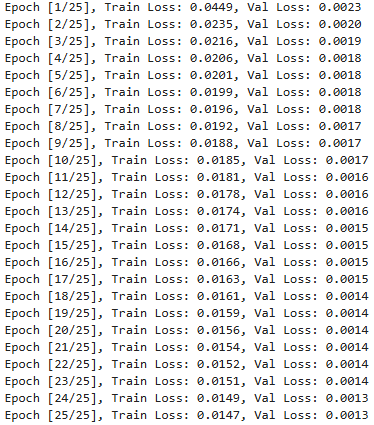 Epoch [1/25], Train Loss: 0.0449, Val Loss: 0.0023
Epoch [2/25], Train Loss: 0.0235, Val Loss: 0.0020
Epoch [3/25], Train Loss: 0.0216, Val Loss: 0.0019
Epoch [4/25], Train Loss: 0.0206, Val Loss: 0.0018
Epoch [5/25], Train Loss: 0.0201, Val Loss: 0.0018
Epoch [6/25], Train Loss: 0.0199, Val Loss: 0.0018
Epoch [7/25], Train Loss: 0.0196, Val Loss: 0.0018
Epoch [8/25], Train Loss: 0.0192, Val Loss: 0.0017
Epoch [9/25], Train Loss: 0.0188, Val Loss: 0.0017
Epoch [10/25], Train Loss: 0.0185, Val Loss: 0.0017
Epoch [11/25], Train Loss: 0.0181, Val Loss: 0.0016
Epoch [12/25], Train Loss: 0.0178, Val Loss: 0.0016
Epoch [13/25], Train Loss: 0.0174, Val Loss: 0.0016
Epoch [14/25], Train Loss: 0.0171, Val Loss: 0.0015
Epoch [15/25], Train Loss: 0.0168, Val Loss: 0.0015
Epoch [16/25], Train Loss: 0.0166, Val Loss: 0.0015
Epoch [17/25], Train Loss: 0.0163, Val Loss: 0.0015
Epoch [18/25], Train Loss: 0.0161, Val Loss: 0.0014
Epoch [19/25], Train Loss: 0.0159, Val Loss: 0.0014
Epoch [20/25], Train Loss: 0.0156, Val Loss: 0.0014
Epoch [21/25], Train Loss: 0.0154, Val Loss: 0.0014
Epoch [22/25], Train Loss: 0.0152, Val Loss: 0.0014
Epoch [23/25], Train Loss: 0.0151, Val Loss: 0.0014
Epoch [24/25], Train Loss: 0.0149, Val Loss: 0.0013
Epoch [25/25], Train Loss: 0.0147, Val Loss: 0.0013